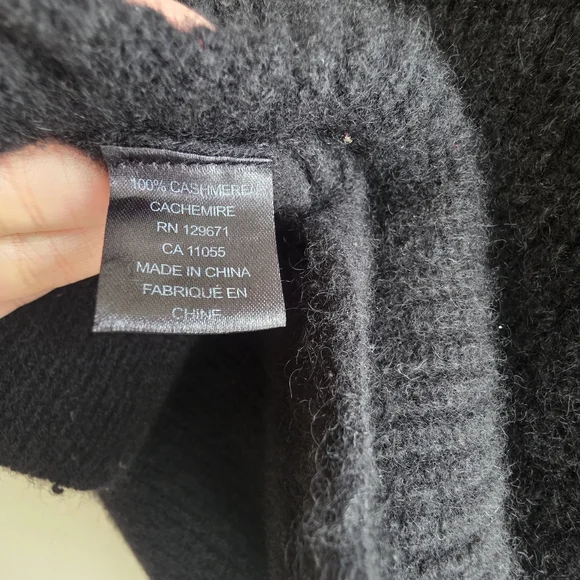 100% CASHMERE/
CACHEMIRE
RN 129671
CA 11055
MADE IN CHINA
FABRIQUÉ EN
CHINE